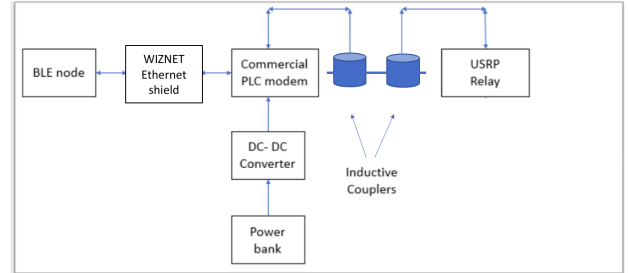 BLE node
WIZNET
Ethernet
shield
Commercial
PLC modem
USRP
Relay
DC- DC
Converter
Inductive
Couplers
Power
bank